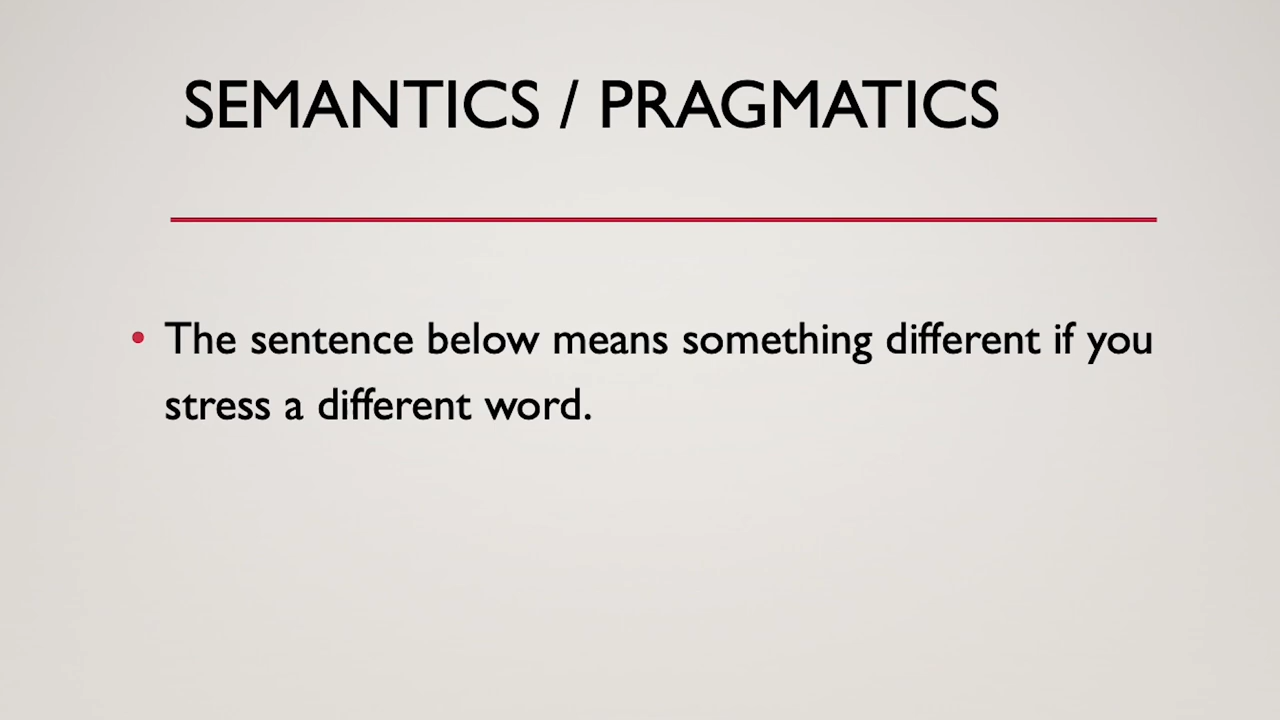 SEMANTICS / PRAGMATICS
• The sentence below means something different if you
stress a different word.